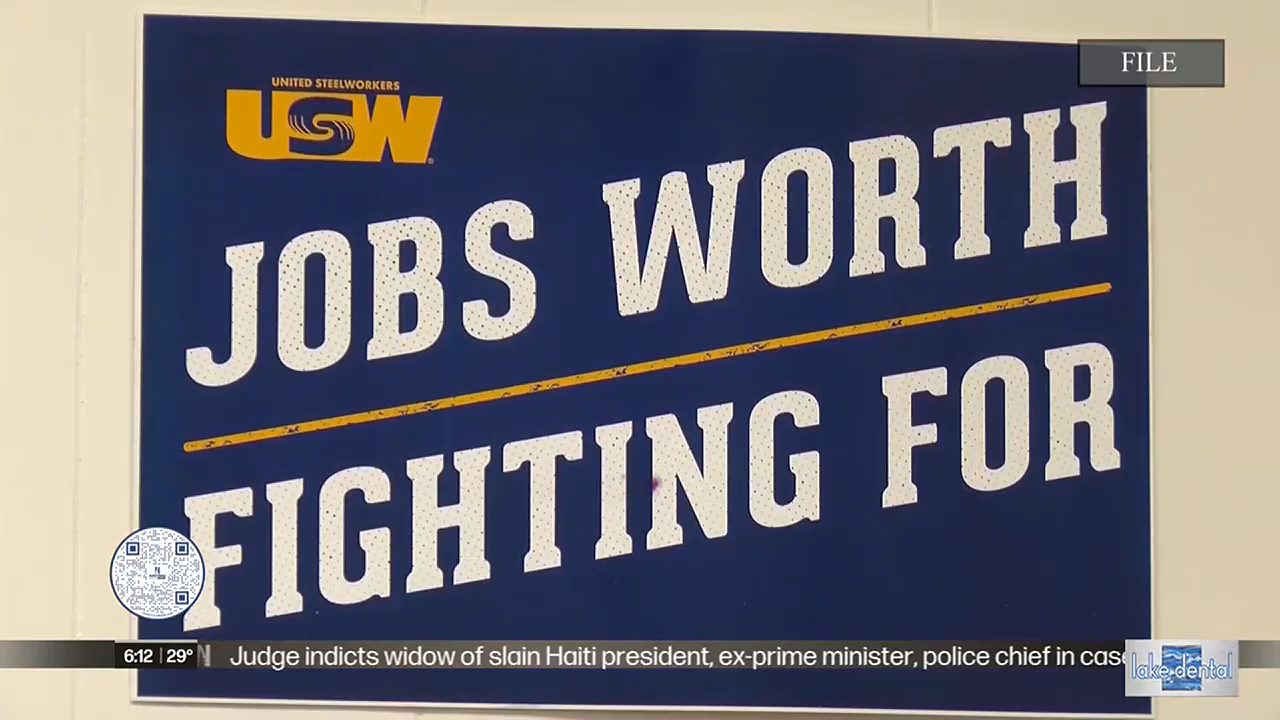 FILE
UNITED STEELWORKERS
USW
JOBS WORTH
FIGHTING FOR
6:12 29°
Judge indicts widow of slain Haiti president, ex-prime minister, police chief in case
lake dental